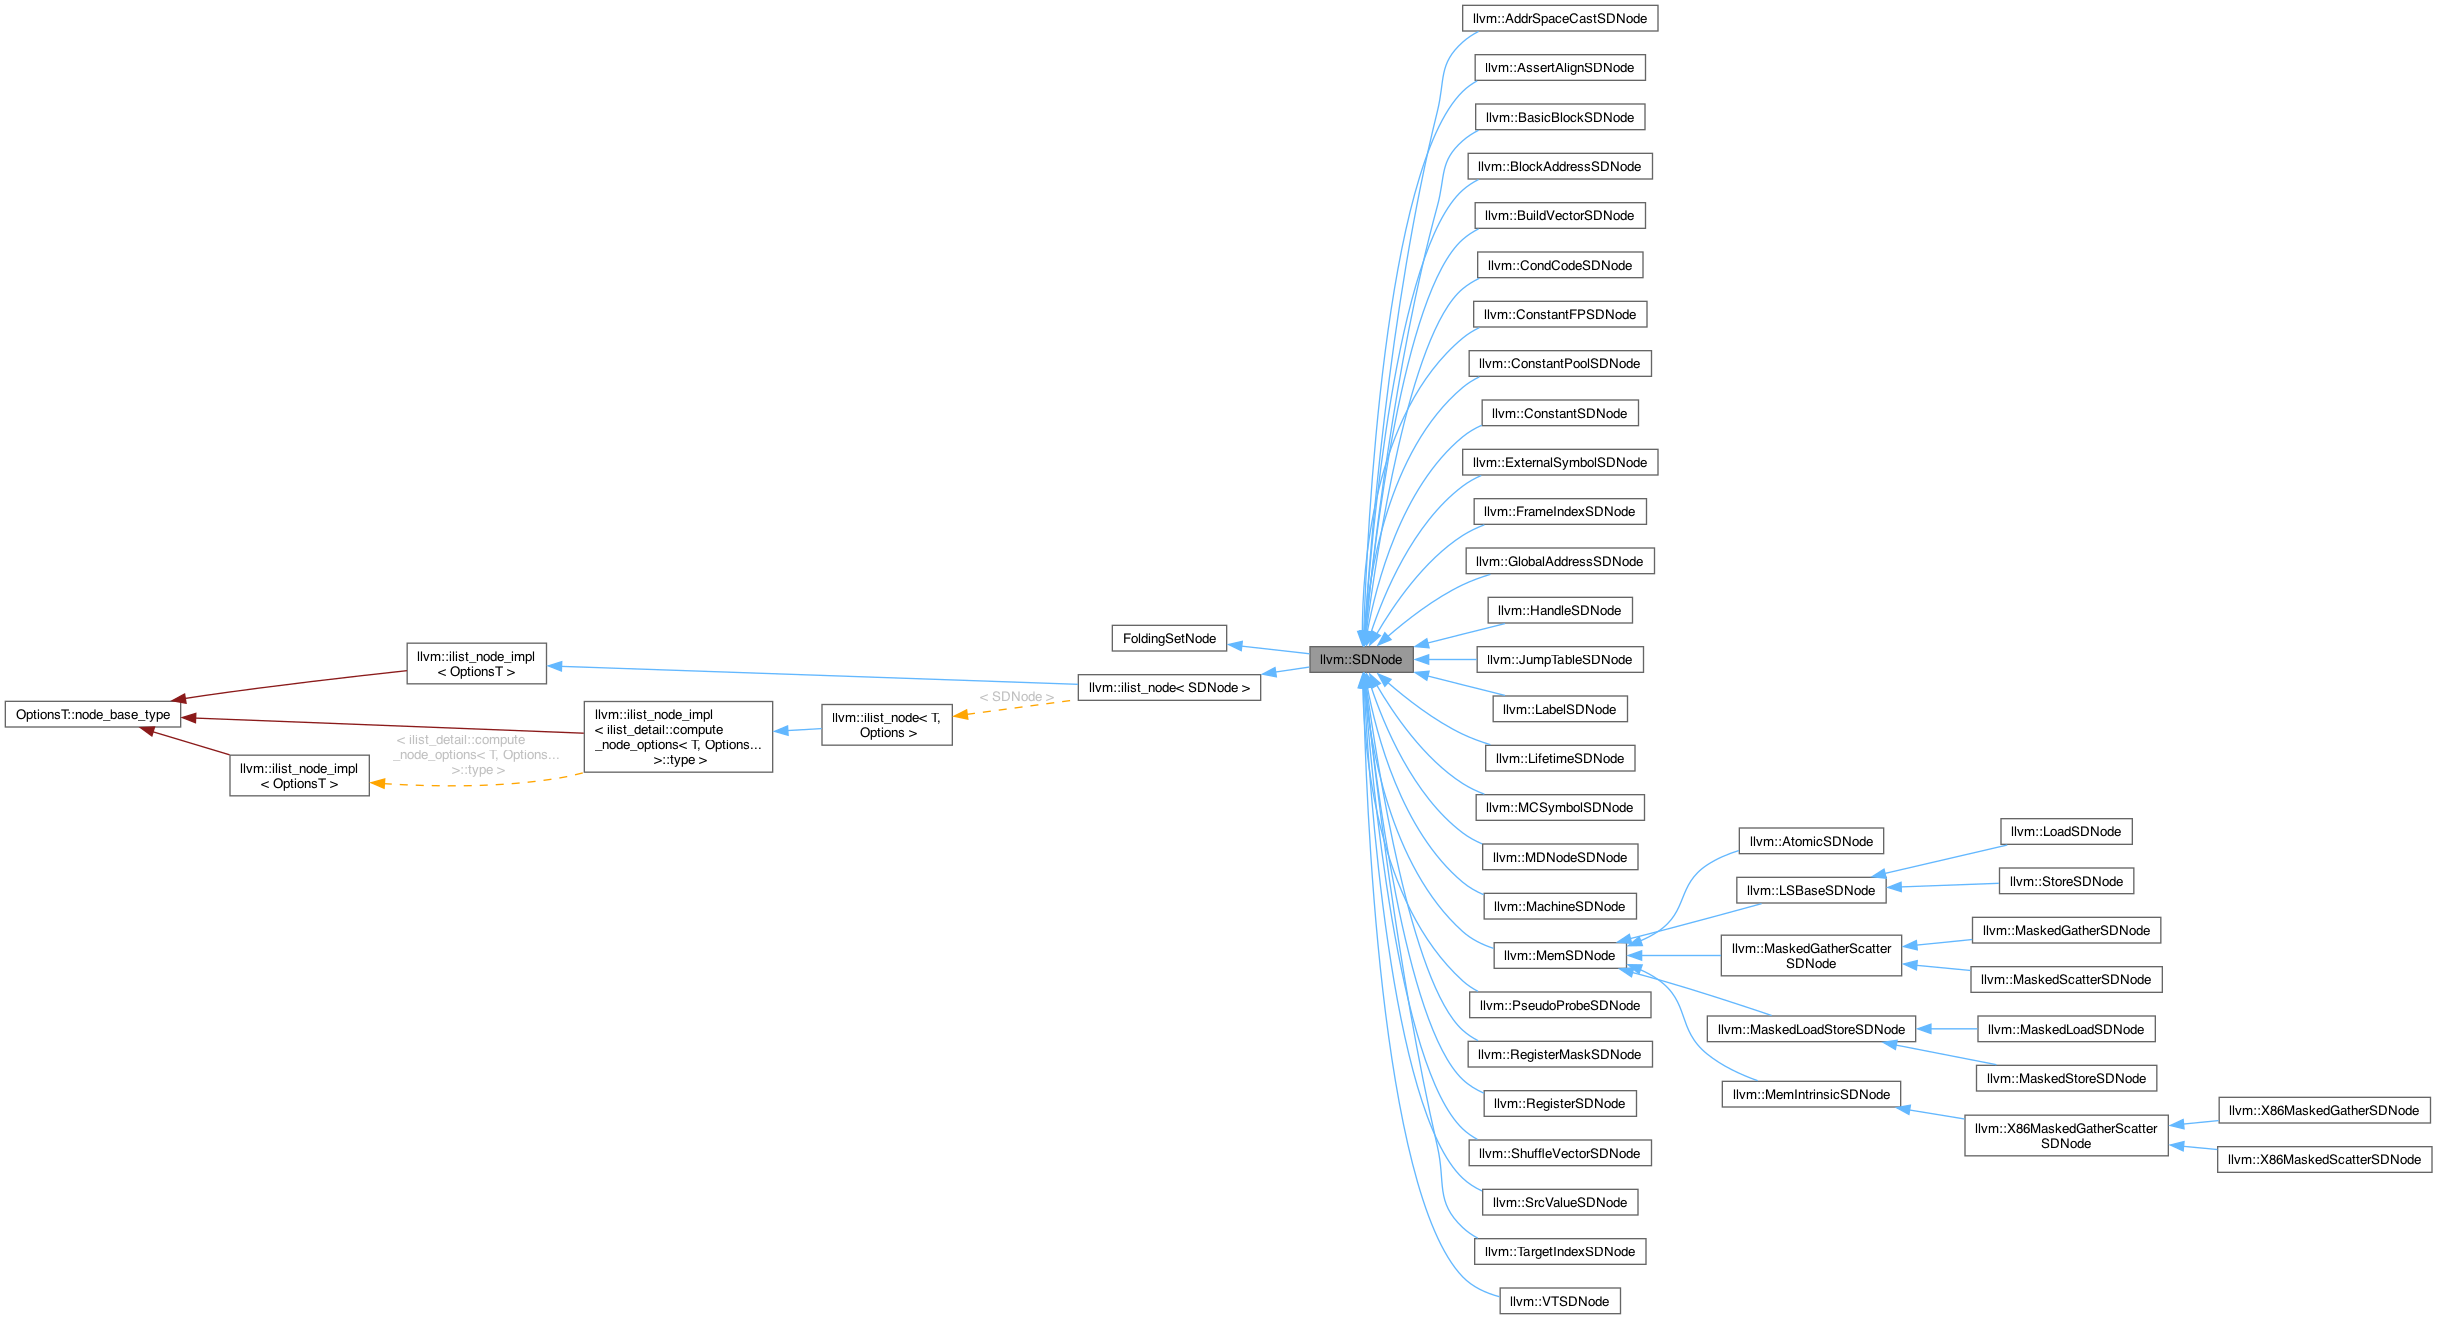 OptionsT::node_base_type
llvm::ilist_node_impl
< OptionsT >
llvm::ilist_node_impl
< OptionsT >
< ilist_detail::compute
_node_options< T, Options...
>::type >
llvm::ilist_node_impl
< ilist_detail::compute
_node_options< T, Options...
>::type >
llvm::ilist_node< T,
Options >
< SDNode >
FoldingSetNode
llvm::ilist_node< SDNode >
llvm::SDNode
llvm::AddrSpaceCastSDNode
llvm::AssertAlignSDNode
llvm::BasicBlockSDNode
llvm::BlockAddressSDNode
llvm::BuildVectorSDNode
llvm::CondCodeSDNode
llvm::ConstantFPSDNode
llvm::ConstantPoolSDNode
llvm::ConstantSDNode
llvm::ExternalSymbolSDNode
llvm::FrameIndexSDNode
llvm::GlobalAddressSDNode
llvm::HandleSDNode
llvm::JumpTableSDNode
llvm::LabelSDNode
llvm::LifetimeSDNode
llvm::MCSymbolSDNode
llvm::MDNodeSDNode
llvm::MachineSDNode
llvm::MemSDNode
llvm::PseudoProbeSDNode
llvm::RegisterMaskSDNode
llvm::RegisterSDNode
llvm::ShuffleVectorSDNode
llvm::SrcValueSDNode
llvm::TargetIndexSDNode
llvm::VTSDNode
llvm::AtomicSDNode
llvm::LSBaseSDNode
llvm::MaskedGatherScatter
SDNode
llvm::MaskedLoadStoreSDNode
llvm::MemIntrinsicSDNode
llvm::LoadSDNode
llvm::StoreSDNode
llvm::MaskedGatherSDNode
llvm::MaskedScatterSDNode
llvm::MaskedLoadSDNode
llvm::MaskedStoreSDNode
llvm::X86MaskedGatherScatter
SDNode
llvm::X86MaskedGatherSDNode
llvm::X86MaskedScatterSDNode